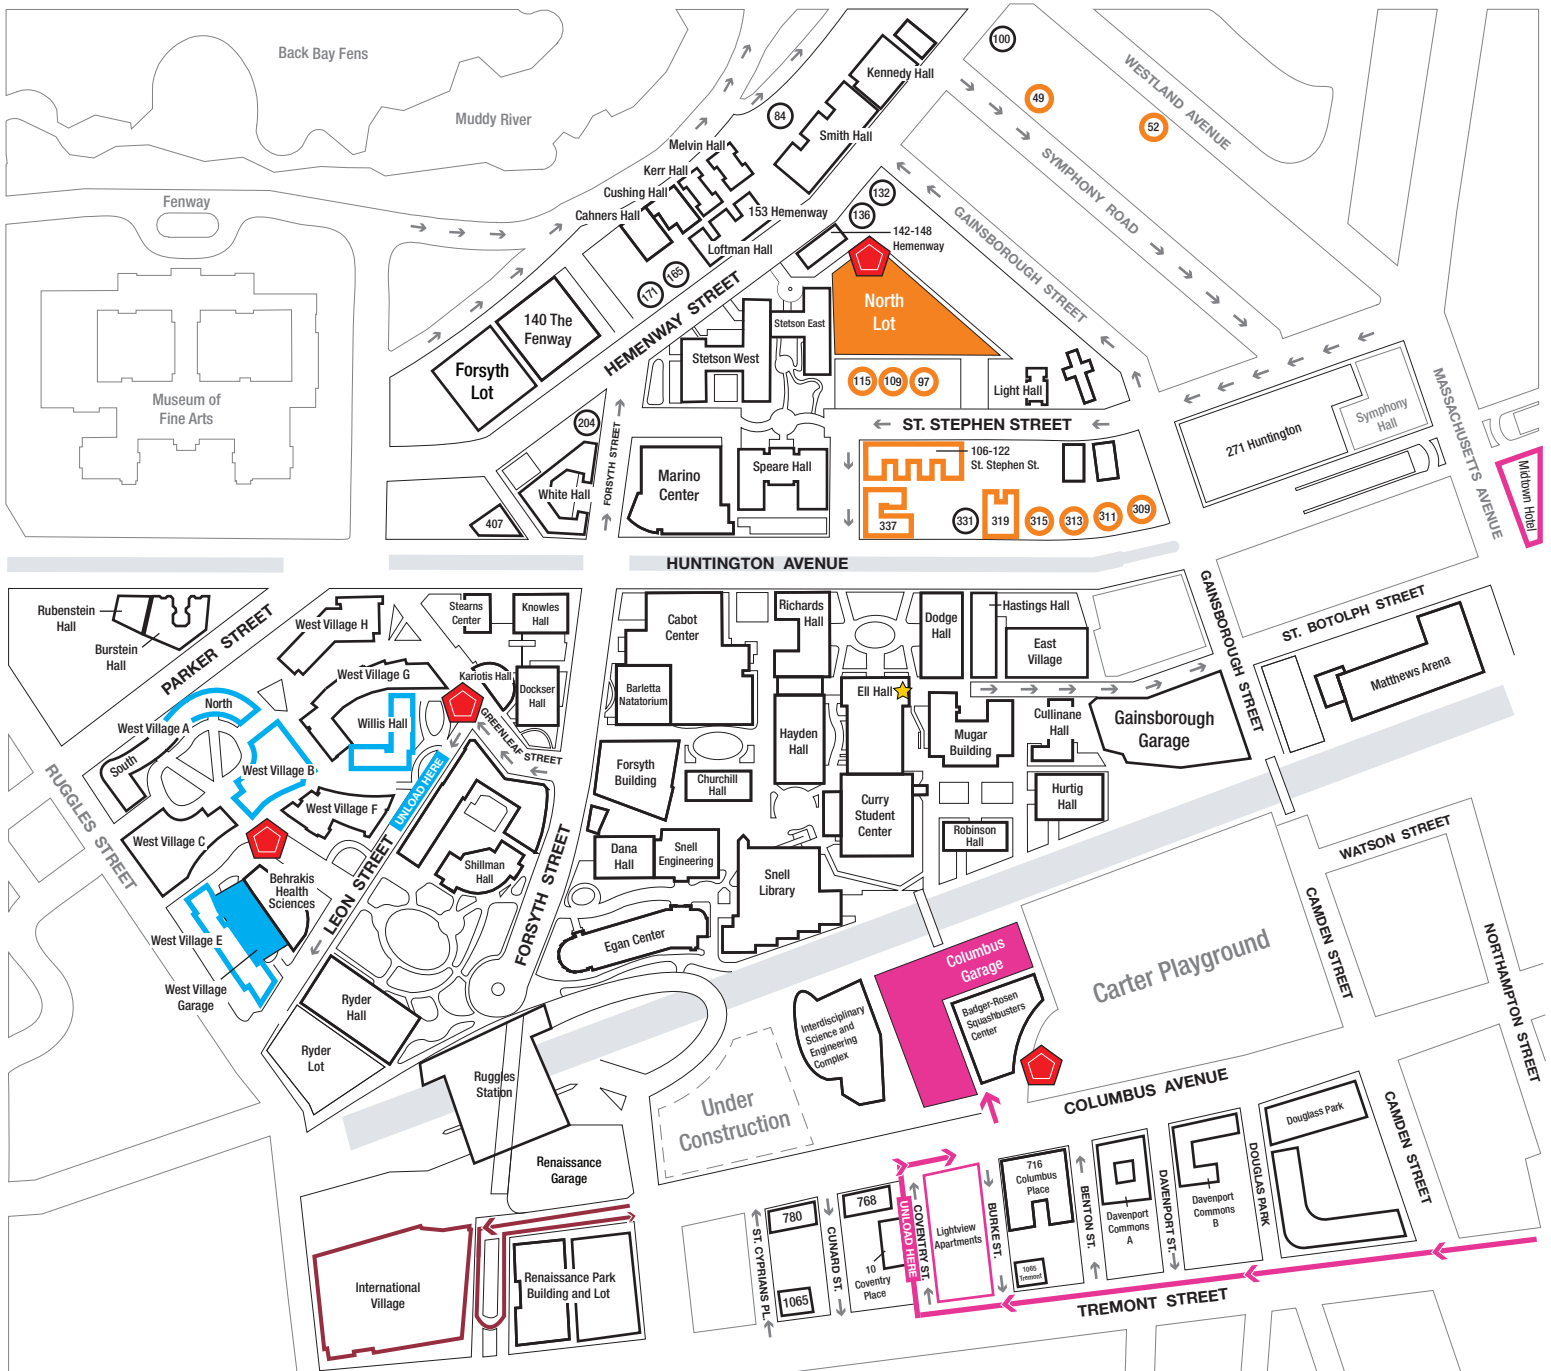 Back Bay Fens
Muddy River
Fenway
Museum of
Fine Arts
100
49
52
WESTLAND AVENUE
SYMPHONY ROAD
GAINSBOROUGH STREET
MASSACHUSETTS AVENUE
Kennedy Hall
84
Smith Hall
Melvin Hall
Kerr Hall
Cushing Hall
Cahners Hall
153 Hemenway
Loftman Hall
132
136
142-148
Hemenway
165
171
HEMENWAY STREET
140 The
Fenway
Forsyth
Lot
North
Lot
Stetson East
Stetson West
115
109
97
Light Hall
ST. STEPHEN STREET
271 Huntington
Symphony
Hall
Midtown Hotel
204
FORSYTH STREET
White Hall
407
Marino
Center
Speare Hall
106-122
St. Stephen St.
337
331
319
315
313
311
309
HUNTINGTON AVENUE
Rubenstein
Hall
Burstein
Hall
PARKER STREET
West Village H
West Village G
Stearns
Center
Knowles
Hall
Kariotis Hall
Dockser
Hall
GREENLEAF STREET
North
West Village A
South
Willis Hall
West Village B
West Village F
UNLOAD HERE
West Village C
RUGGLES STREET
Behrakis
Health
Sciences
West Village E
West Village
Garage
LEON STREET
Shillman
Hall
FORSYTH STREET
Ryder
Hall
Ryder
Lot
Cabot
Center
Barletta
Natatorium
Richards
Hall
Dodge
Hall
Hastings Hall
East
Village
Ell Hall
Hayden
Hall
Mugar
Building
Cullinane
Hall
Gainsborough
Garage
GAINSBOROUGH STREET
ST. BOTOLPH STREET
Matthews Arena
Forsyth
Building
Churchill
Hall
Curry
Student
Center
Hurtig
Hall
Robinson
Hall
Dana
Hall
Snell
Engineering
Snell
Library
Egan Center
WATSON STREET
CAMDEN STREET
NORTHAMPTON STREET
Columbus
Garage
Carter Playground
Interdisciplinary
Science and
Engineering
Complex
Badger-Rosen
Squashbusters
Center
Ruggles
Station
Under
Construction
COLUMBUS AVENUE
Renaissance
Garage
International
Village
Renaissance Park
Building and Lot
780
1065
ST. CYPRIANS PL.
CUNARD ST.
768
10
Coventry
Place
UNLOAD HERE
COVENTRY ST.
Lightview
Apartments
BURKE ST.
716
Columbus
Place
1065
Tremont
BENTON ST.
Davenport
Commons
A
DAVENPORT ST.
Davenport
Commons
B
DOUGLAS PARK
Douglass Park
CAMDEN STREET
TREMONT STREET